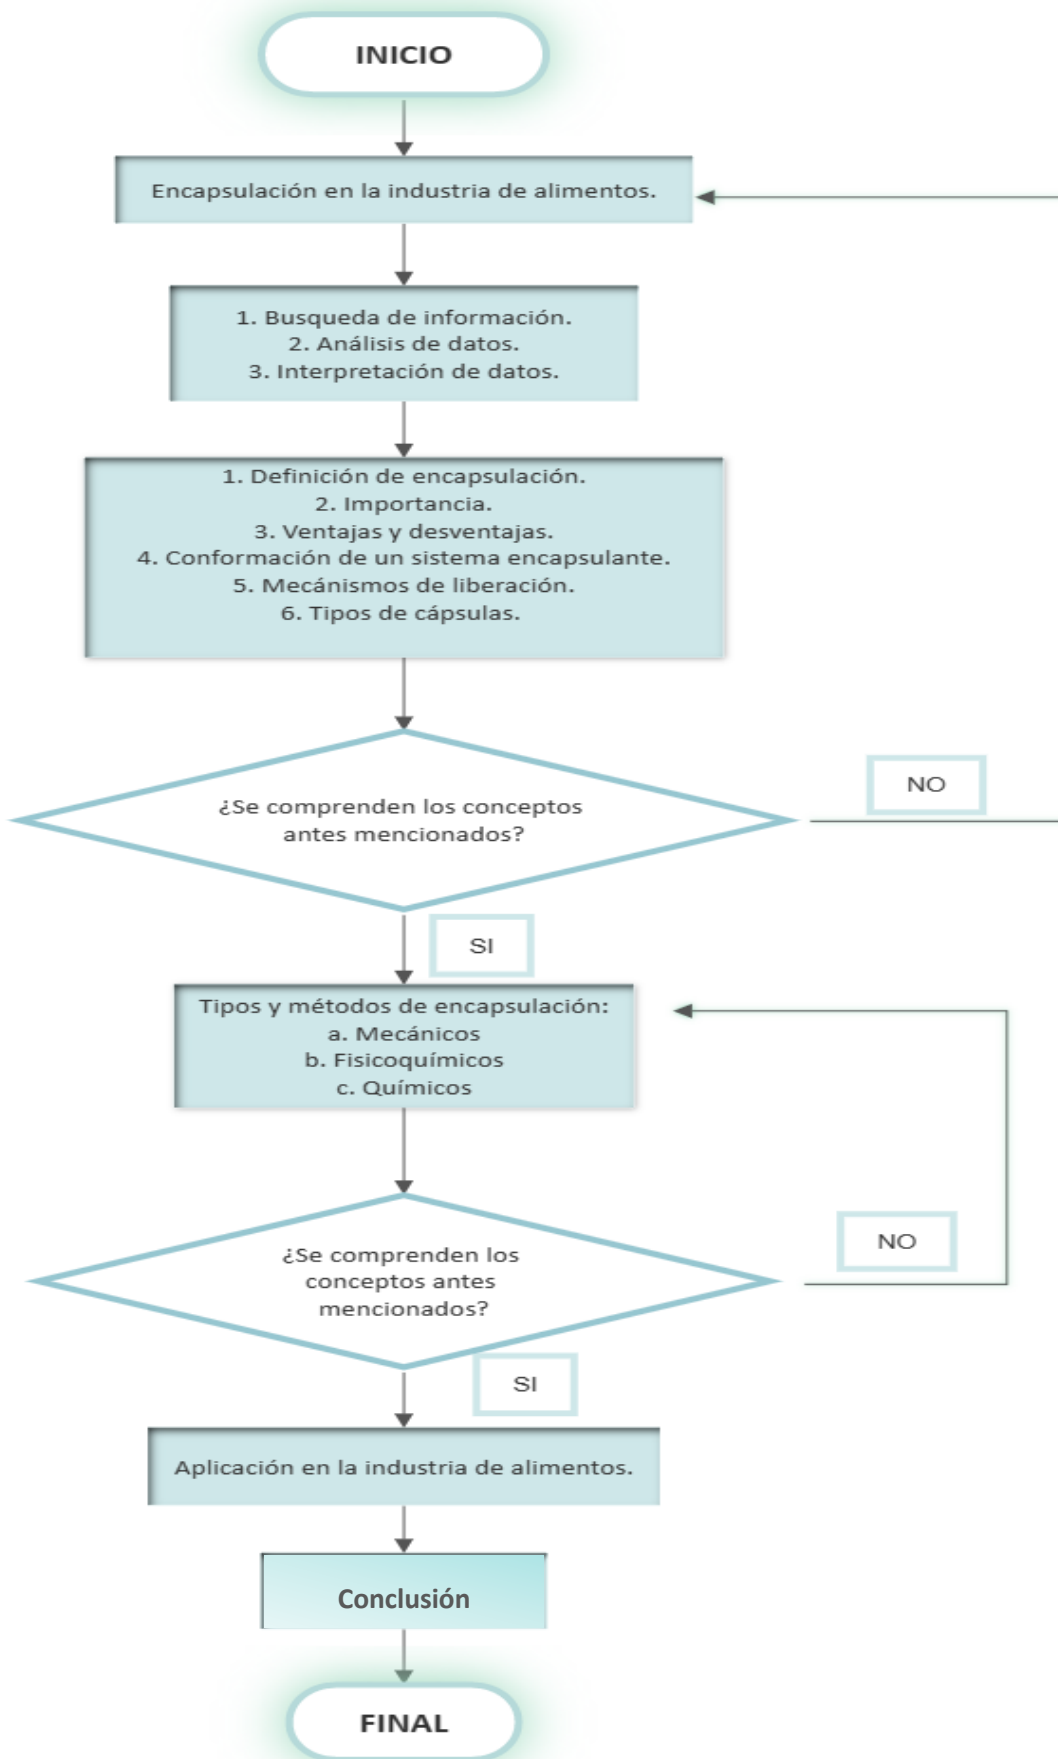 INICIO
Encapsulación en la industria de alimentos.
1. Busqueda de información.
2. Análisis de datos.
3. Interpretación de datos.
1. Definición de encapsulación.
2. Importancia.
3. Ventajas y desventajas.
4. Conformación de un sistema encapsulante.
5. Mecánismos de liberación.
6. Tipos de cápsulas.
¿Se comprenden los conceptos
antes mencionados?
NO
SI
Tipos y métodos de encapsulación:
a. Mecánicos
b. Fisicoquímicos
c. Químicos
¿Se comprenden los
conceptos antes
mencionados?
NO
SI
Aplicación en la industria de alimentos.
Conclusión
FINAL